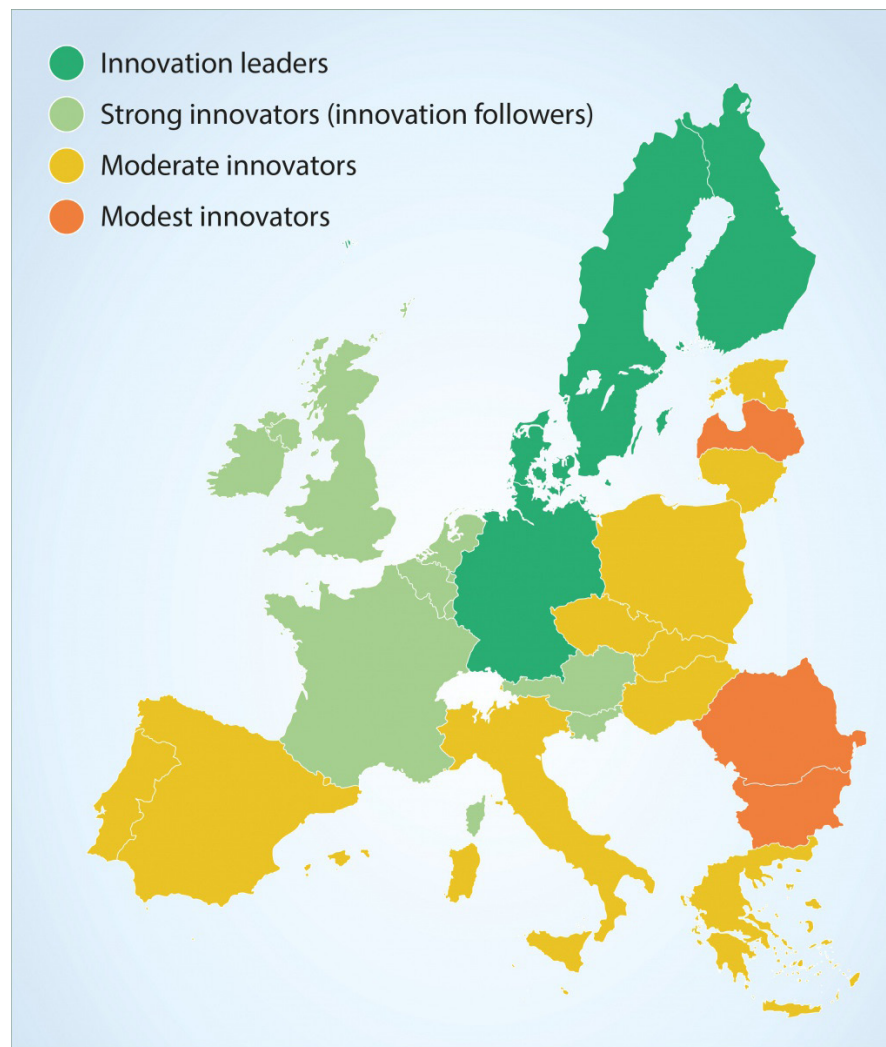 Innovation leaders
Strong innovators (innovation followers)
Moderate innovators
Modest innovators